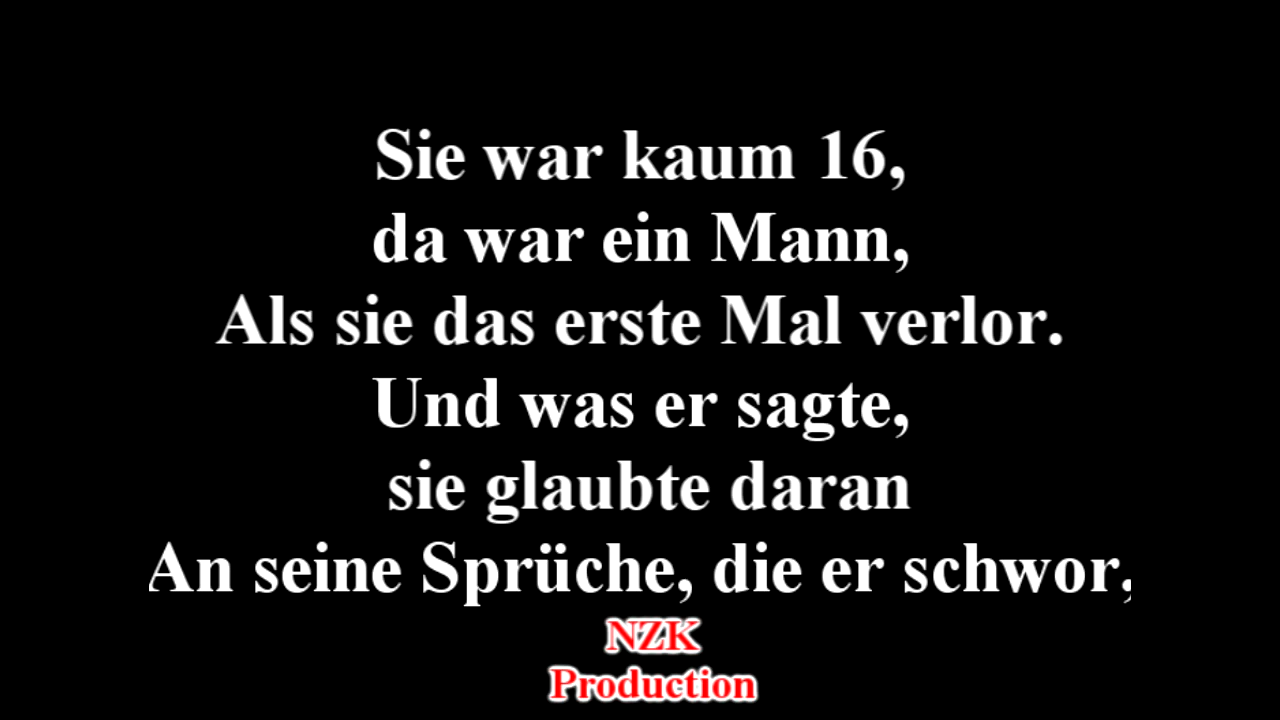 Sie war kaum 16,
da war ein Mann,
Als sie das erste Mal verlor.
Und was er sagte,
sie glaubte daran
An seine Sprüche, die er schwor,
NZK
Production